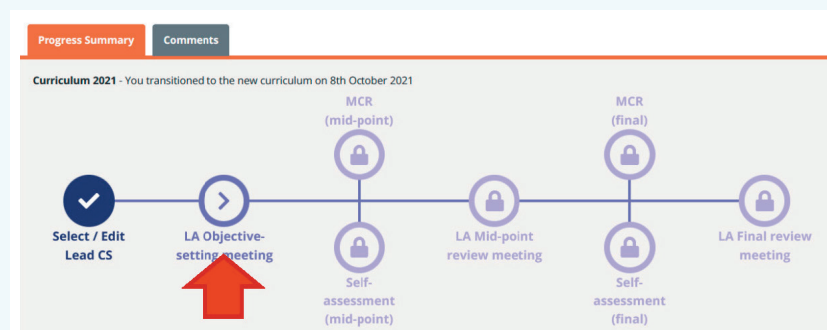 Progress Summary
Comments
Curriculum 2021 - You transitioned to the new curriculum on 8th October 2021
MCR
(mid-point)
MCR
(final)
Select / Edit
Lead CS
LA Objective-
setting meeting
Self-
assessment
(mid-point)
LA Mid-point
review meeting
Self-
assessment
(final)
LA Final review
meeting